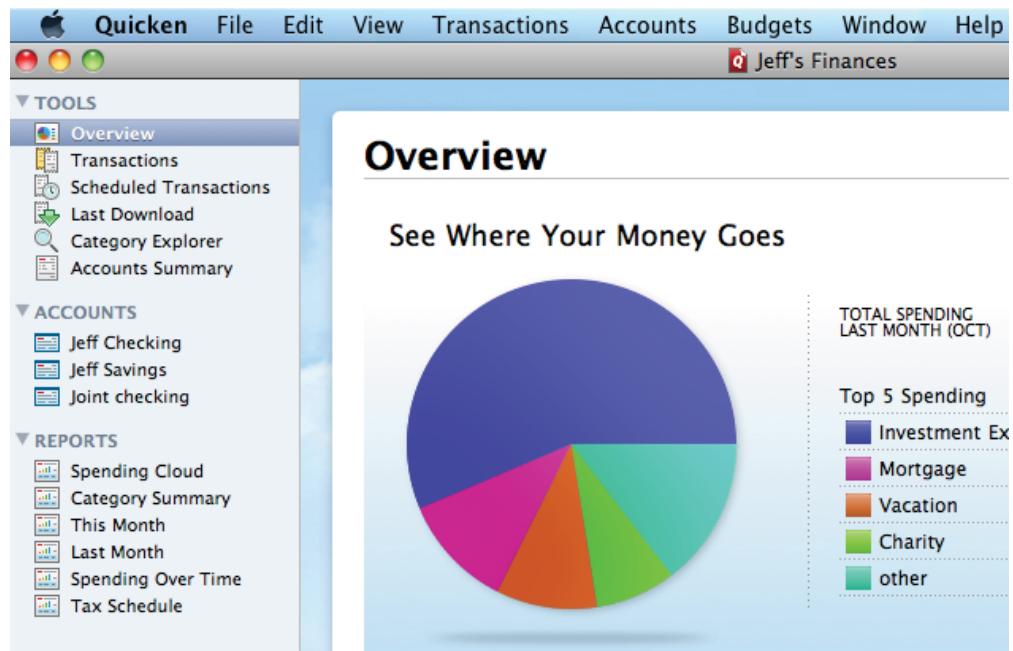 Quicken File Edit View Transactions Accounts Budgets Window Help
Jeff's Finances
TOOLS
Overview
Transactions
Scheduled Transactions
Last Download
Category Explorer
Accounts Summary
ACCOUNTS
Jeff Checking
Jeff Savings
Joint checking
REPORTS
Spending Cloud
Category Summary
This Month
Last Month
Spending Over Time
Tax Schedule
Overview
See Where Your Money Goes
TOTAL SPENDING
LAST MONTH (OCT)
Top 5 Spending
Investment Ex
Mortgage
Vacation
Charity
other